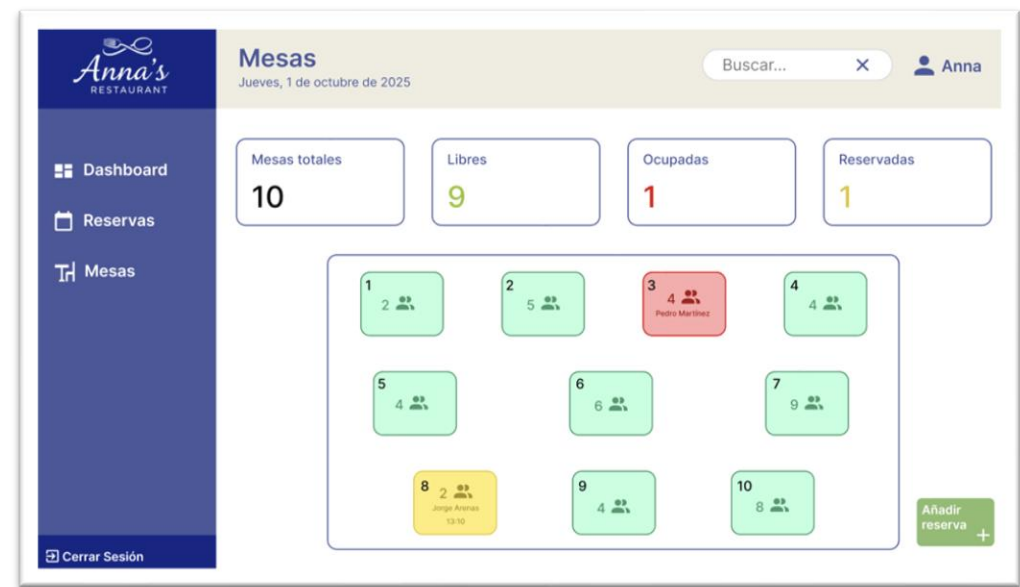 Anna's
RESTAURANT
Mesas
Jueves, 1 de octubre de 2025
Buscar...
Anna
Dashboard
Reservas
Mesas
Cerrar Sesión
Mesas totales
10
Libres
9
Ocupadas
1
Reservadas
1
1
2
2
5
3
4
Pedro Martínez
4
4
5
4
6
6
7
9
8
2
Jorge Arenas
13:10
9
4
10
8
Añadir
reserva